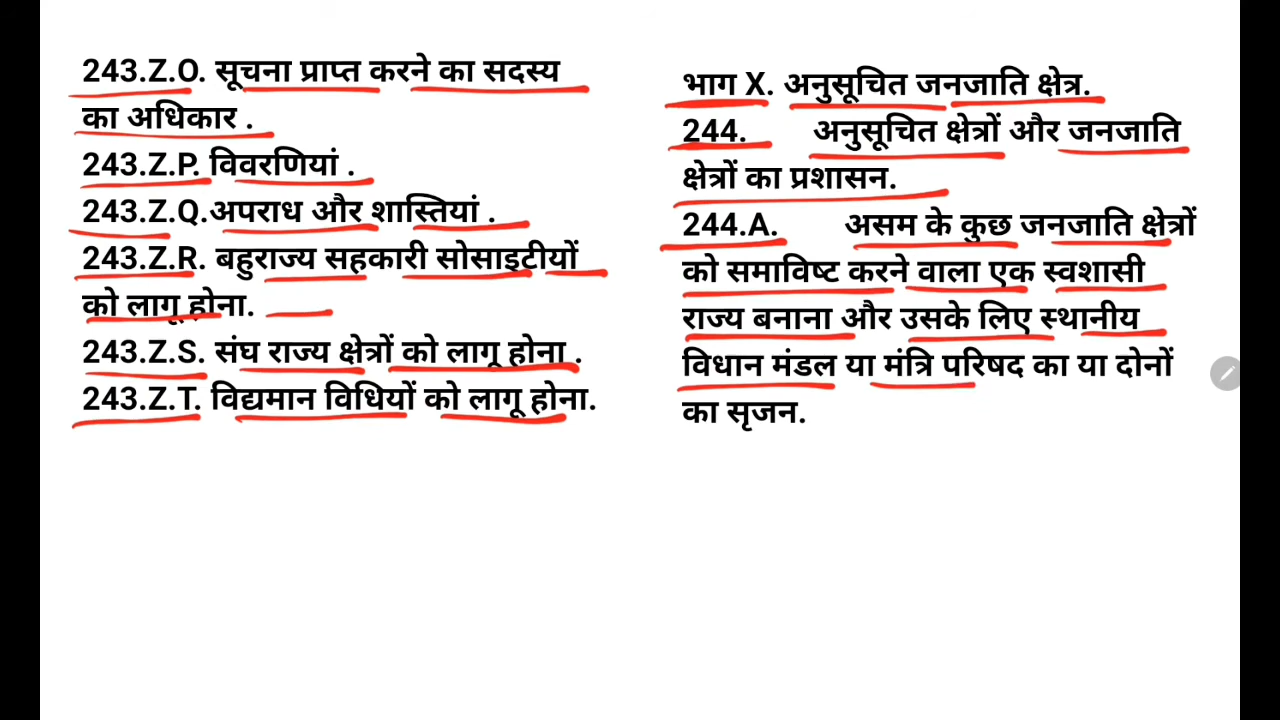 243.Z.O. सूचना प्राप्त करने का सदस्य
का अधिकार .
243.Z.P. विवरणियां .
243.Z.Q.अपराध और शास्तियां .
243.Z.R. बहुराज्य सहकारी सोसाइटीयों
को लागू होना.
243.Z.S. संघ राज्य क्षेत्रों को लागू होना .
243.Z.T. विद्यमान विधियों को लागू होना.
भाग X. अनुसूचित जनजाति क्षेत्र.
244. अनुसूचित क्षेत्रों और जनजाति
क्षेत्रों का प्रशासन.
244.A. असम के कुछ जनजाति क्षेत्रों
को समाविष्ट करने वाला एक स्वशासी
राज्य बनाना और उसके लिए स्थानीय
विधान मंडल या मंत्रि परिषद का या दोनों
का सृजन.